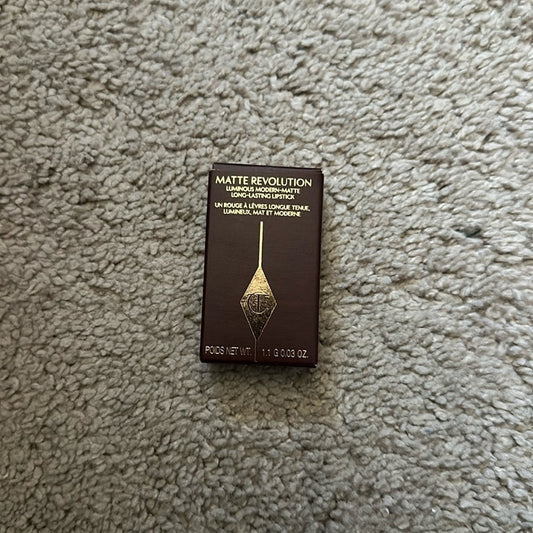 MATTE REVOLUTION
LUMINOUS MODERN-MATTE
LONG-LASTING LIPSTICK
UN ROUGE À LÈVRES LONGUE TENUE,
LUMINEUX, MAT ET MODERNE
CT
POIDS NET WT. 1.1 G 0.03 OZ.